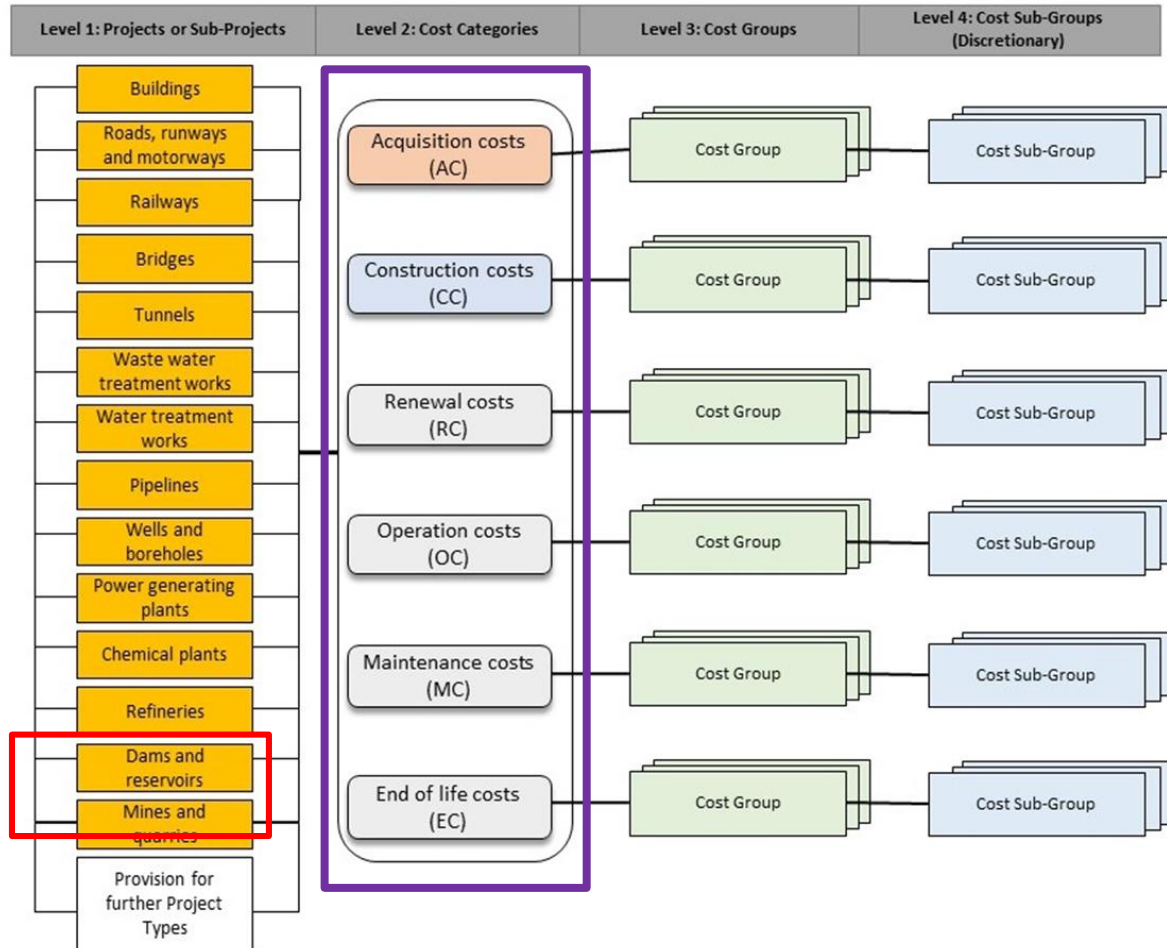 Level 1: Projects or Sub-Projects
Level 2: Cost Categories
Level 3: Cost Groups
Level 4: Cost Sub-Groups
(Discretionary)
Buildings
Roads, runways
and motorways
Railways
Bridges
Tunnels
Waste water
treatment works
Water treatment
works
Pipelines
Wells and
boreholes
Power generating
plants
Chemical plants
Refineries
Dams and
reservoirs
Mines and
quarries
Provision for
further Project
Types
Acquisition costs
(AC)
Cost Group
Cost Sub-Group
Construction costs
(CC)
Cost Group
Cost Sub-Group
Renewal costs
(RC)
Cost Group
Cost Sub-Group
Operation costs
(OC)
Cost Group
Cost Sub-Group
Maintenance costs
(MC)
Cost Group
Cost Sub-Group
End of life costs
(EC)
Cost Group
Cost Sub-Group